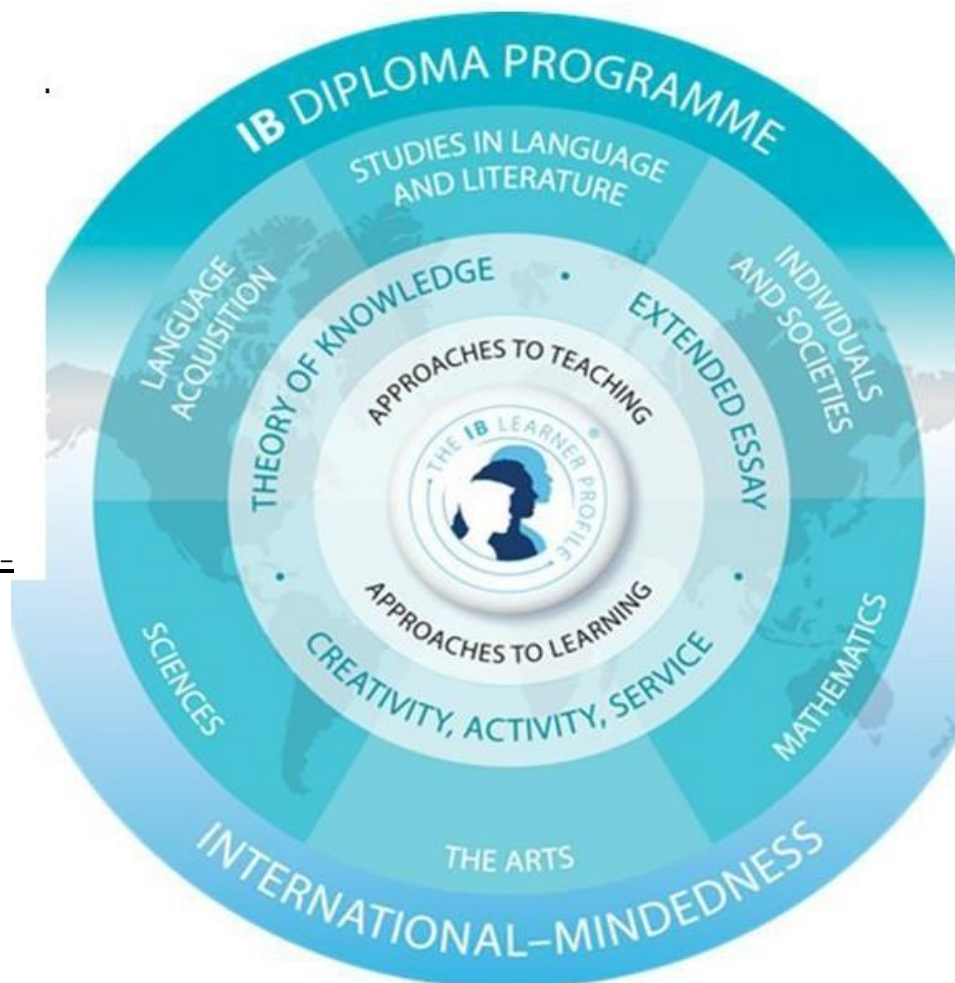 IB DIPLOMA PROGRAMME
STUDIES IN LANGUAGE
AND LITERATURE
LANGUAGE
ACQUISITION
INDIVIDUALS
AND SOCIETIES
THEORY OF KNOWLEDGE
EXTENDED ESSAY
APPROACHES TO TEACHING
THE IB LEARNER PROFILE ®
APPROACHES TO LEARNING
CREATIVITY, ACTIVITY, SERVICE
SCIENCES
MATHEMATICS
THE ARTS
INTERNATIONAL–MINDEDNESS